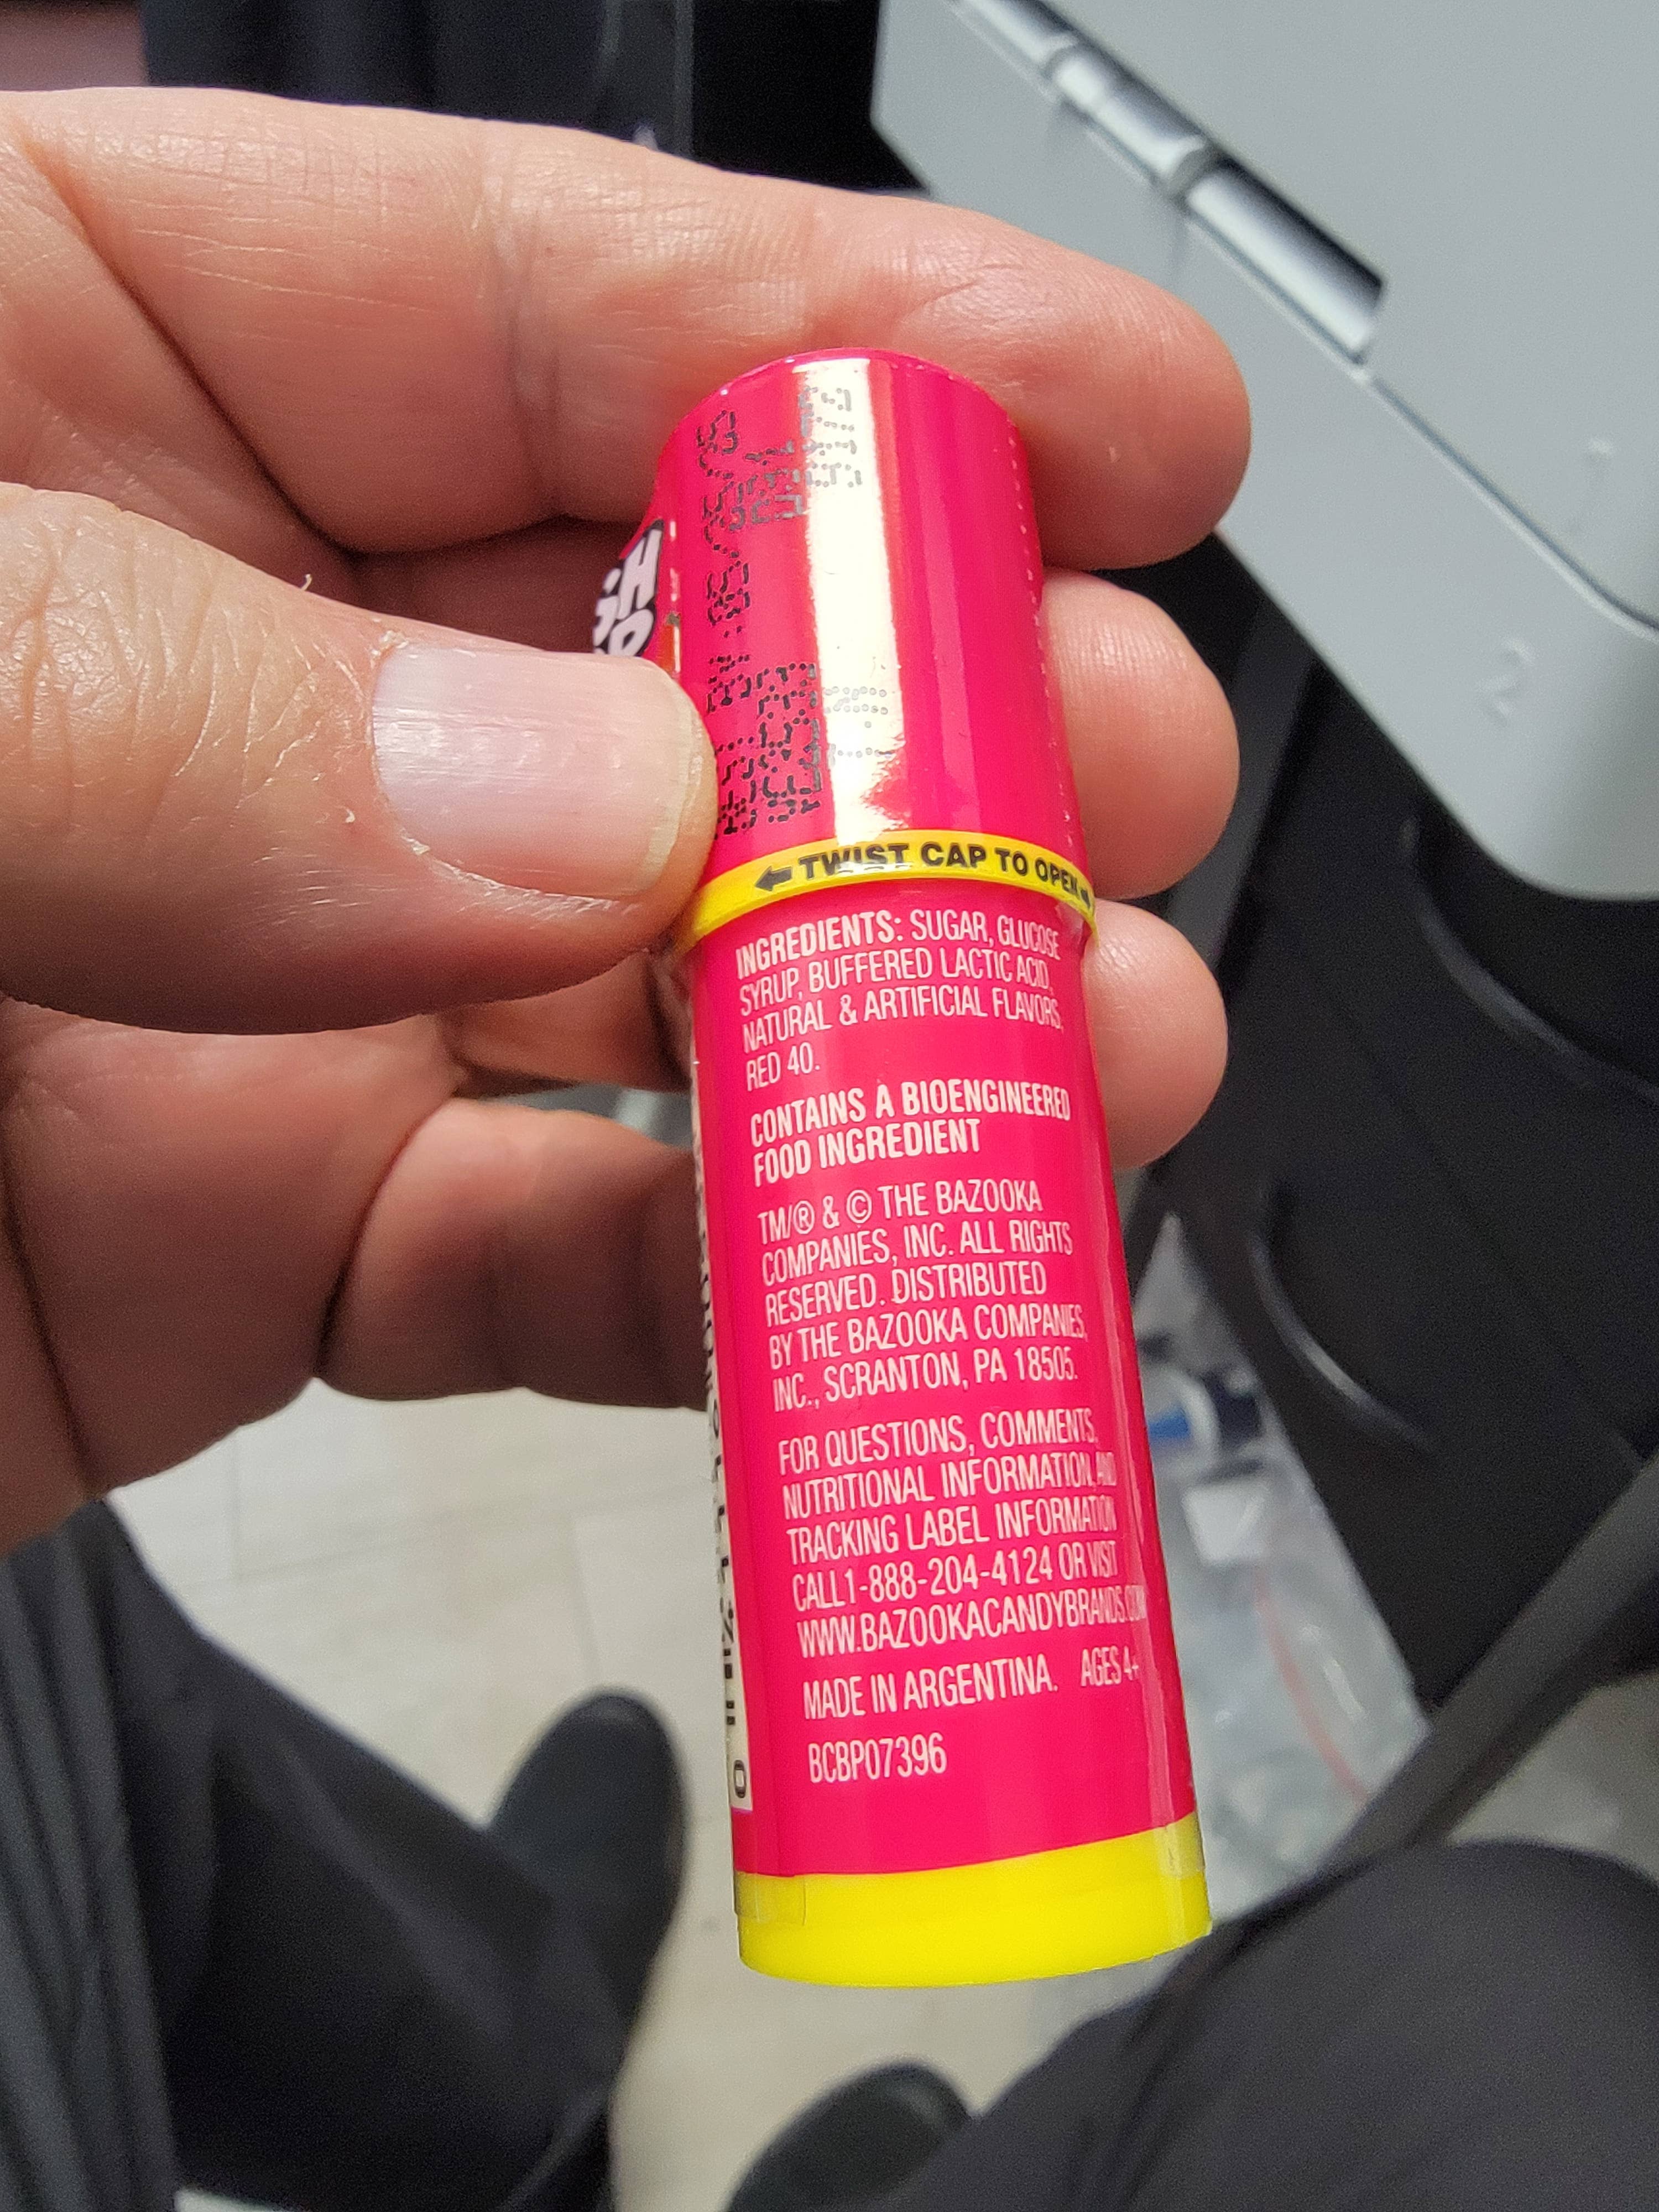 TWIST CAP TO OPEN
INGREDIENTS: SUGAR, GLUCOSE
SYRUP, BUFFERED LACTIC ACID,
NATURAL & ARTIFICIAL FLAVORS,
RED 40.
CONTAINS A BIOENGINEERED
FOOD INGREDIENT
TM/® & © THE BAZOOKA
COMPANIES, INC. ALL RIGHTS
RESERVED. DISTRIBUTED
BY THE BAZOOKA COMPANIES,
INC., SCRANTON, PA 18505.
FOR QUESTIONS, COMMENTS,
NUTRITIONAL INFORMATION, AND
TRACKING LABEL INFORMATION
CALL 1-888-204-4124 OR VISIT
WWW.BAZOOKACANDYBRANDS.COM
MADE IN ARGENTINA. AGES 4+
BCBP07396
2